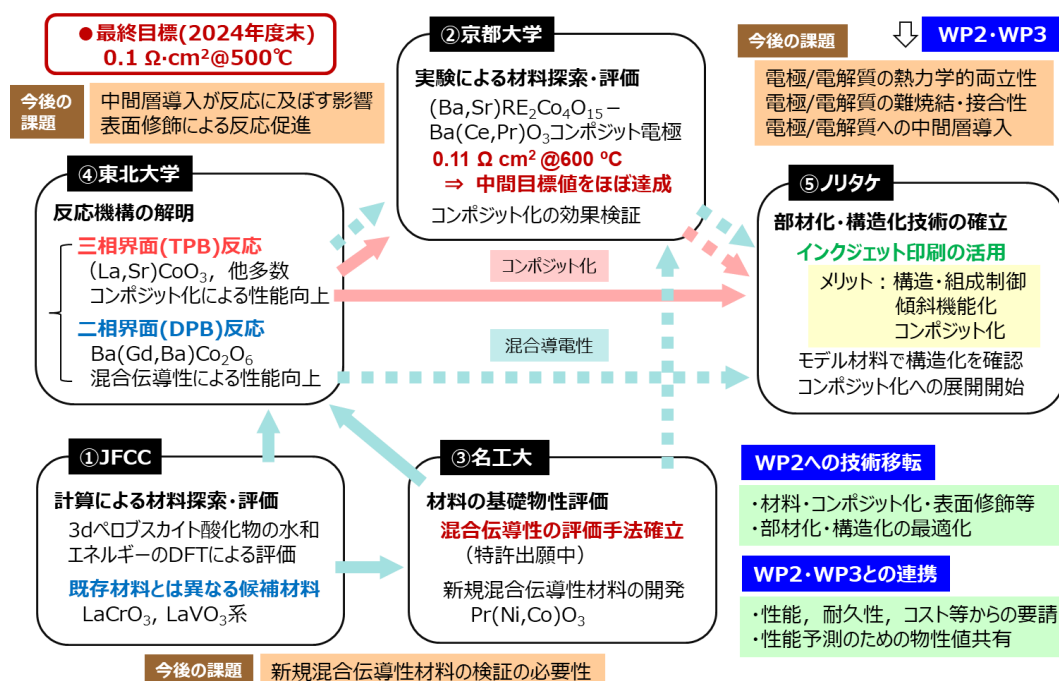 ●最終目標(2024年度末)
0.1 Ω·cm²@500℃
今後の
課題
中間層導入が反応に及ぼす影響
表面修飾による反応促進
②京都大学
実験による材料探索・評価
(Ba,Sr)RE₂Co₄O₁₅−
Ba(Ce,Pr)O₃コンポジット電極
0.11 Ω cm² @600 ºC
⇒ 中間目標値をほぼ達成
コンポジット化の効果検証
今後の課題
WP2・WP3
電極/電解質の熱力学的両立性
電極/電解質の難焼結・接合性
電極/電解質への中間層導入
④東北大学
反応機構の解明
三相界面(TPB)反応
(La,Sr)CoO₃, 他多数
コンポジット化による性能向上
二相界面(DPB)反応
Ba(Gd,Ba)Co₂O₆
混合伝導性による性能向上
コンポジット化
混合導電性
⑤ノリタケ
部材化・構造化技術の確立
インクジェット印刷の活用
メリット：構造・組成制御
傾斜機能化
コンポジット化
モデル材料で構造化を確認
コンポジット化への展開開始
①JFCC
計算による材料探索・評価
3dペロブスカイト酸化物の水和
エネルギーのDFTによる評価
既存材料とは異なる候補材料
LaCrO₃, LaVO₃系
③名工大
材料の基礎物性評価
混合伝導性の評価手法確立
（特許出願中）
新規混合伝導性材料の開発
Pr(Ni,Co)O₃
WP2への技術移転
・材料・コンポジット化・表面修飾等
・部材化・構造化の最適化
WP2・WP3との連携
・性能，耐久性，コスト等からの要請
・性能予測のための物性値共有
今後の課題
新規混合伝導性材料の検証の必要性